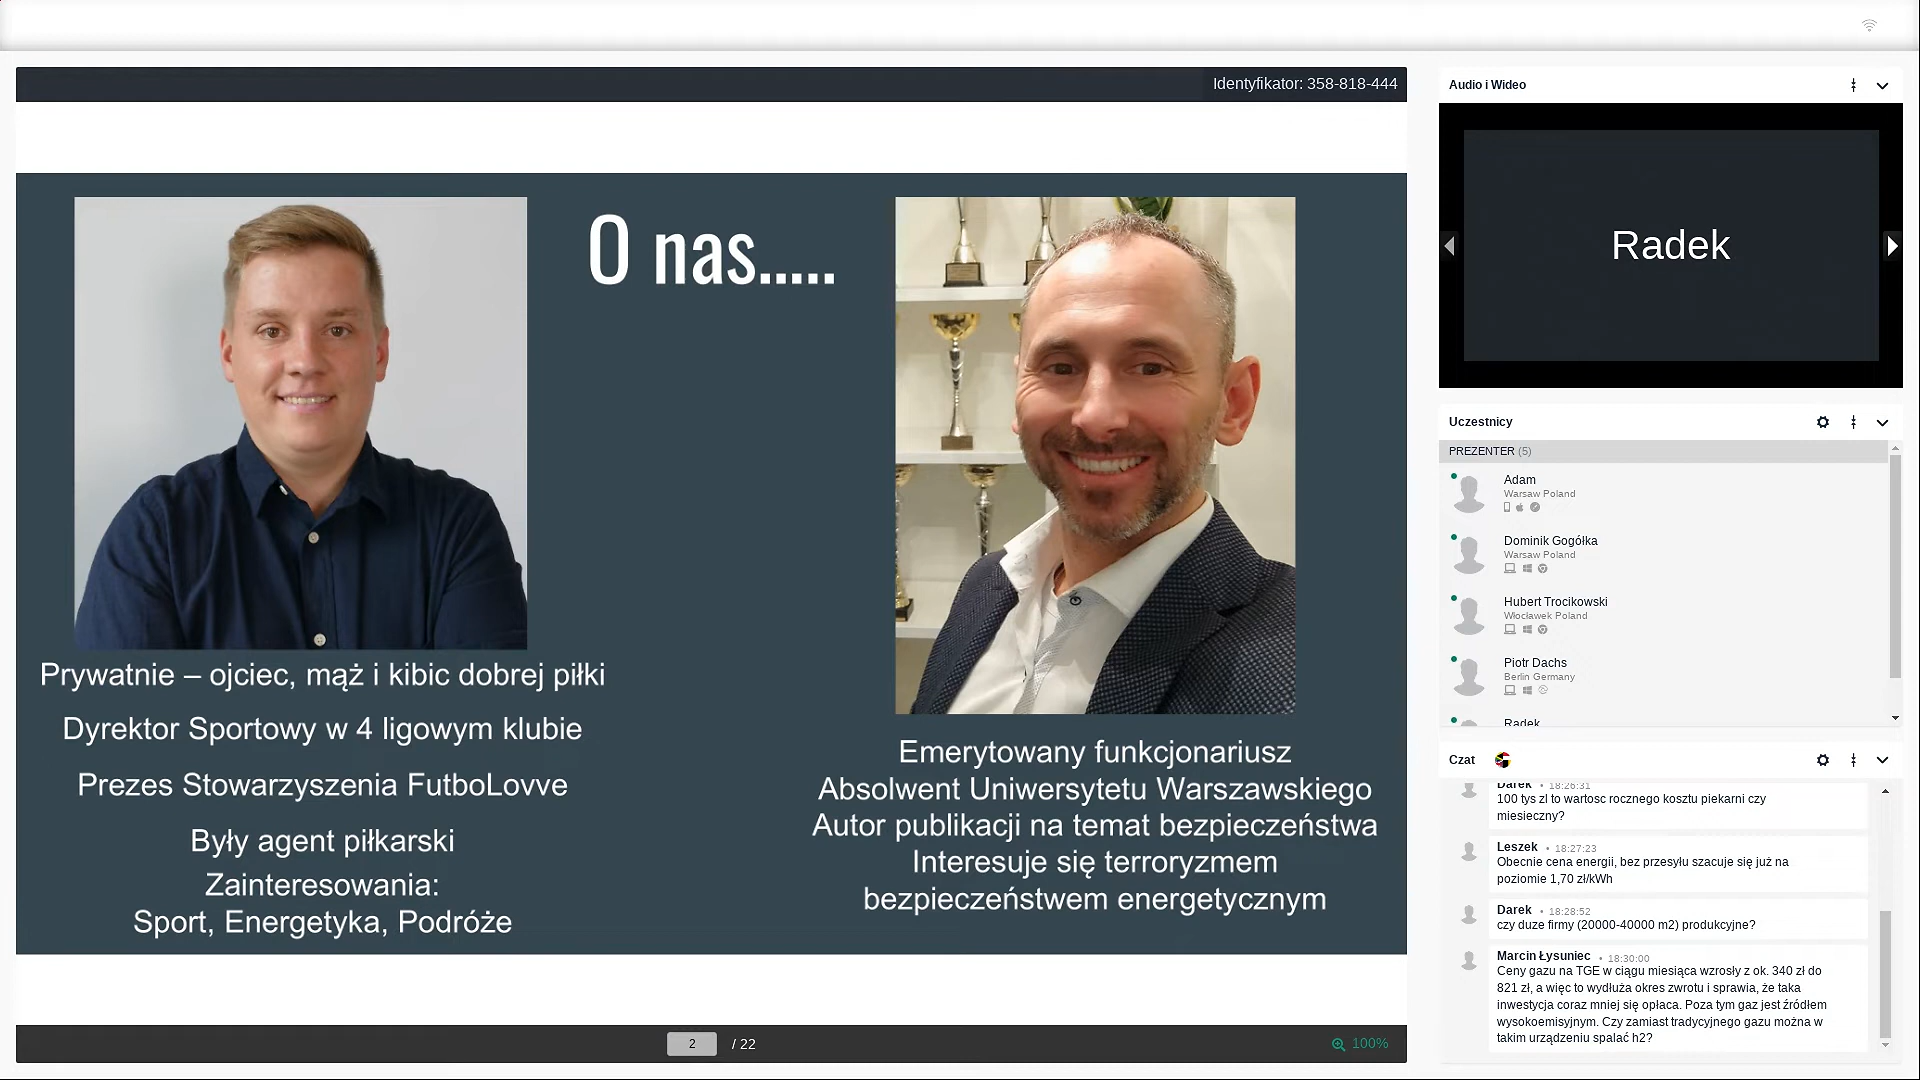 Identyfikator: 358-818-444
O nas.....
Prywatnie – ojciec, mąż i kibic dobrej piłki
Dyrektor Sportowy w 4 ligowym klubie
Prezes Stowarzyszenia FutboLovve
Były agent piłkarski
Zainteresowania:
Sport, Energetyka, Podróże
Emerytowany funkcjonariusz
Absolwent Uniwersytetu Warszawskiego
Autor publikacji na temat bezpieczeństwa
Interesuje się terroryzmem
bezpieczeństwem energetycznym
2 / 22
100%
Audio i Wideo
Radek
Uczestnicy
PREZENTER (5)
Adam
Warsaw Poland
Dominik Gogółka
Warsaw Poland
Hubert Trocikowski
Włocławek Poland
Piotr Dachs
Berlin Germany
Radek
Czat
Darek • 18:26:31
100 tys zl to wartosc rocznego kosztu piekarni czy
miesieczny?
Leszek • 18:27:23
Obecnie cena energii, bez przesyłu szacuje się już na
poziomie 1,70 zł/kWh
Darek • 18:28:52
czy duze firmy (20000-40000 m2) produkcyjne?
Marcin Łysuniec • 18:30:00
Ceny gazu na TGE w ciągu miesiąca wzrosły z ok. 340 zł do
821 zł, a więc to wydłuża okres zwrotu i sprawia, że taka
inwestycja coraz mniej się opłaca. Poza tym gaz jest źródłem
wysokoemisyjnym. Czy zamiast tradycyjnego gazu można w
takim urządzeniu spalać h2?